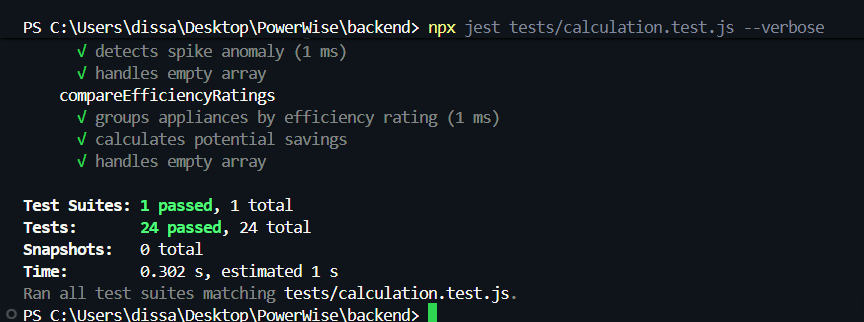 PS C:\Users\dissa\Desktop\PowerWise\backend> npx jest tests/calculation.test.js --verbose
√ detects spike anomaly (1 ms)
√ handles empty array
compareEfficiencyRatings
√ groups appliances by efficiency rating (1 ms)
√ calculates potential savings
√ handles empty array
Test Suites: 1 passed, 1 total
Tests: 24 passed, 24 total
Snapshots: 0 total
Time: 0.302 s, estimated 1 s
Ran all test suites matching tests/calculation.test.js.
PS C:\Users\dissa\Desktop\PowerWise\backend>